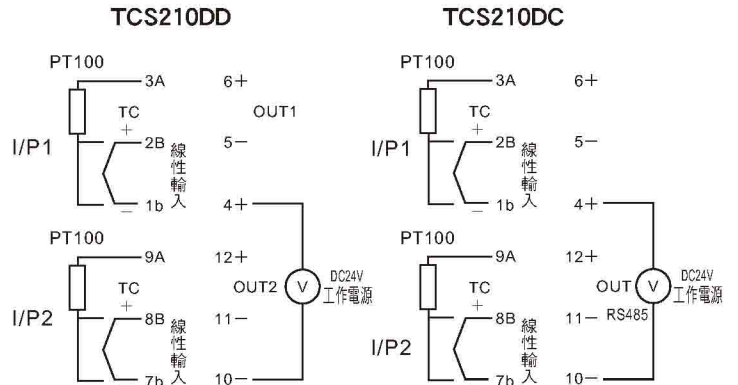 TCS210DD
PT100
3A
6+
TC
OUT1
+
I/P1
2B
5−
線性輸入
−
1b
4+
PT100
9A
12+
TC
OUT2
V
DC24V
工作電源
+
I/P2
8B
11−
線性輸入
7b
10−
TCS210DC
PT100
3A
6+
TC
+
I/P1
2B
5−
線性輸入
−
1b
4+
PT100
9A
12+
TC
OUT
V
DC24V
工作電源
+
8B
11−
RS485
I/P2
線性輸入
7b
10−